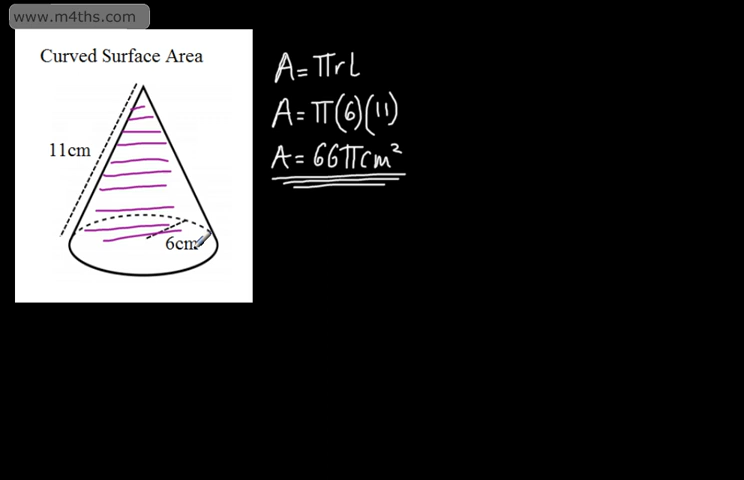 www.m4ths.com
Curved Surface Area
11cm
6cm
A = πrl
A = π(6)(11)
A = 66πcm²